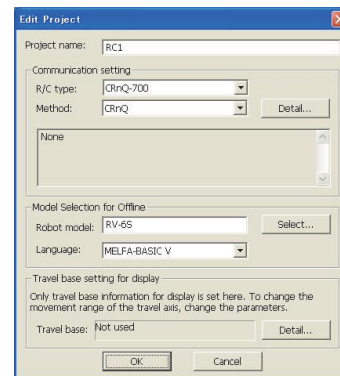 Edit Project
Project name: RC1
Communication setting
R/C type: CRnQ-700
Method: CRnQ Detail...
None
Model Selection for Offline
Robot model: RV-6S Select...
Language: MELFA-BASIC V
Travel base setting for display
Only travel base information for display is set here. To change the
movement range of the travel axis, change the parameters.
Travel base: Not used Detail...
OK Cancel